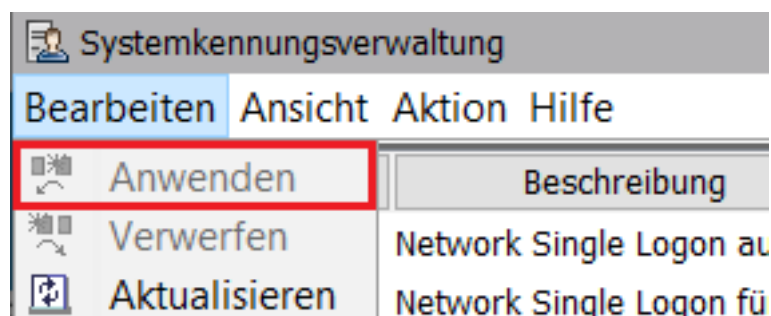 Systemkennungsverwaltung
Bearbeiten Ansicht Aktion Hilfe
Anwenden Beschreibung
Verwerfen Network Single Logon au
Aktualisieren Network Single Logon fü